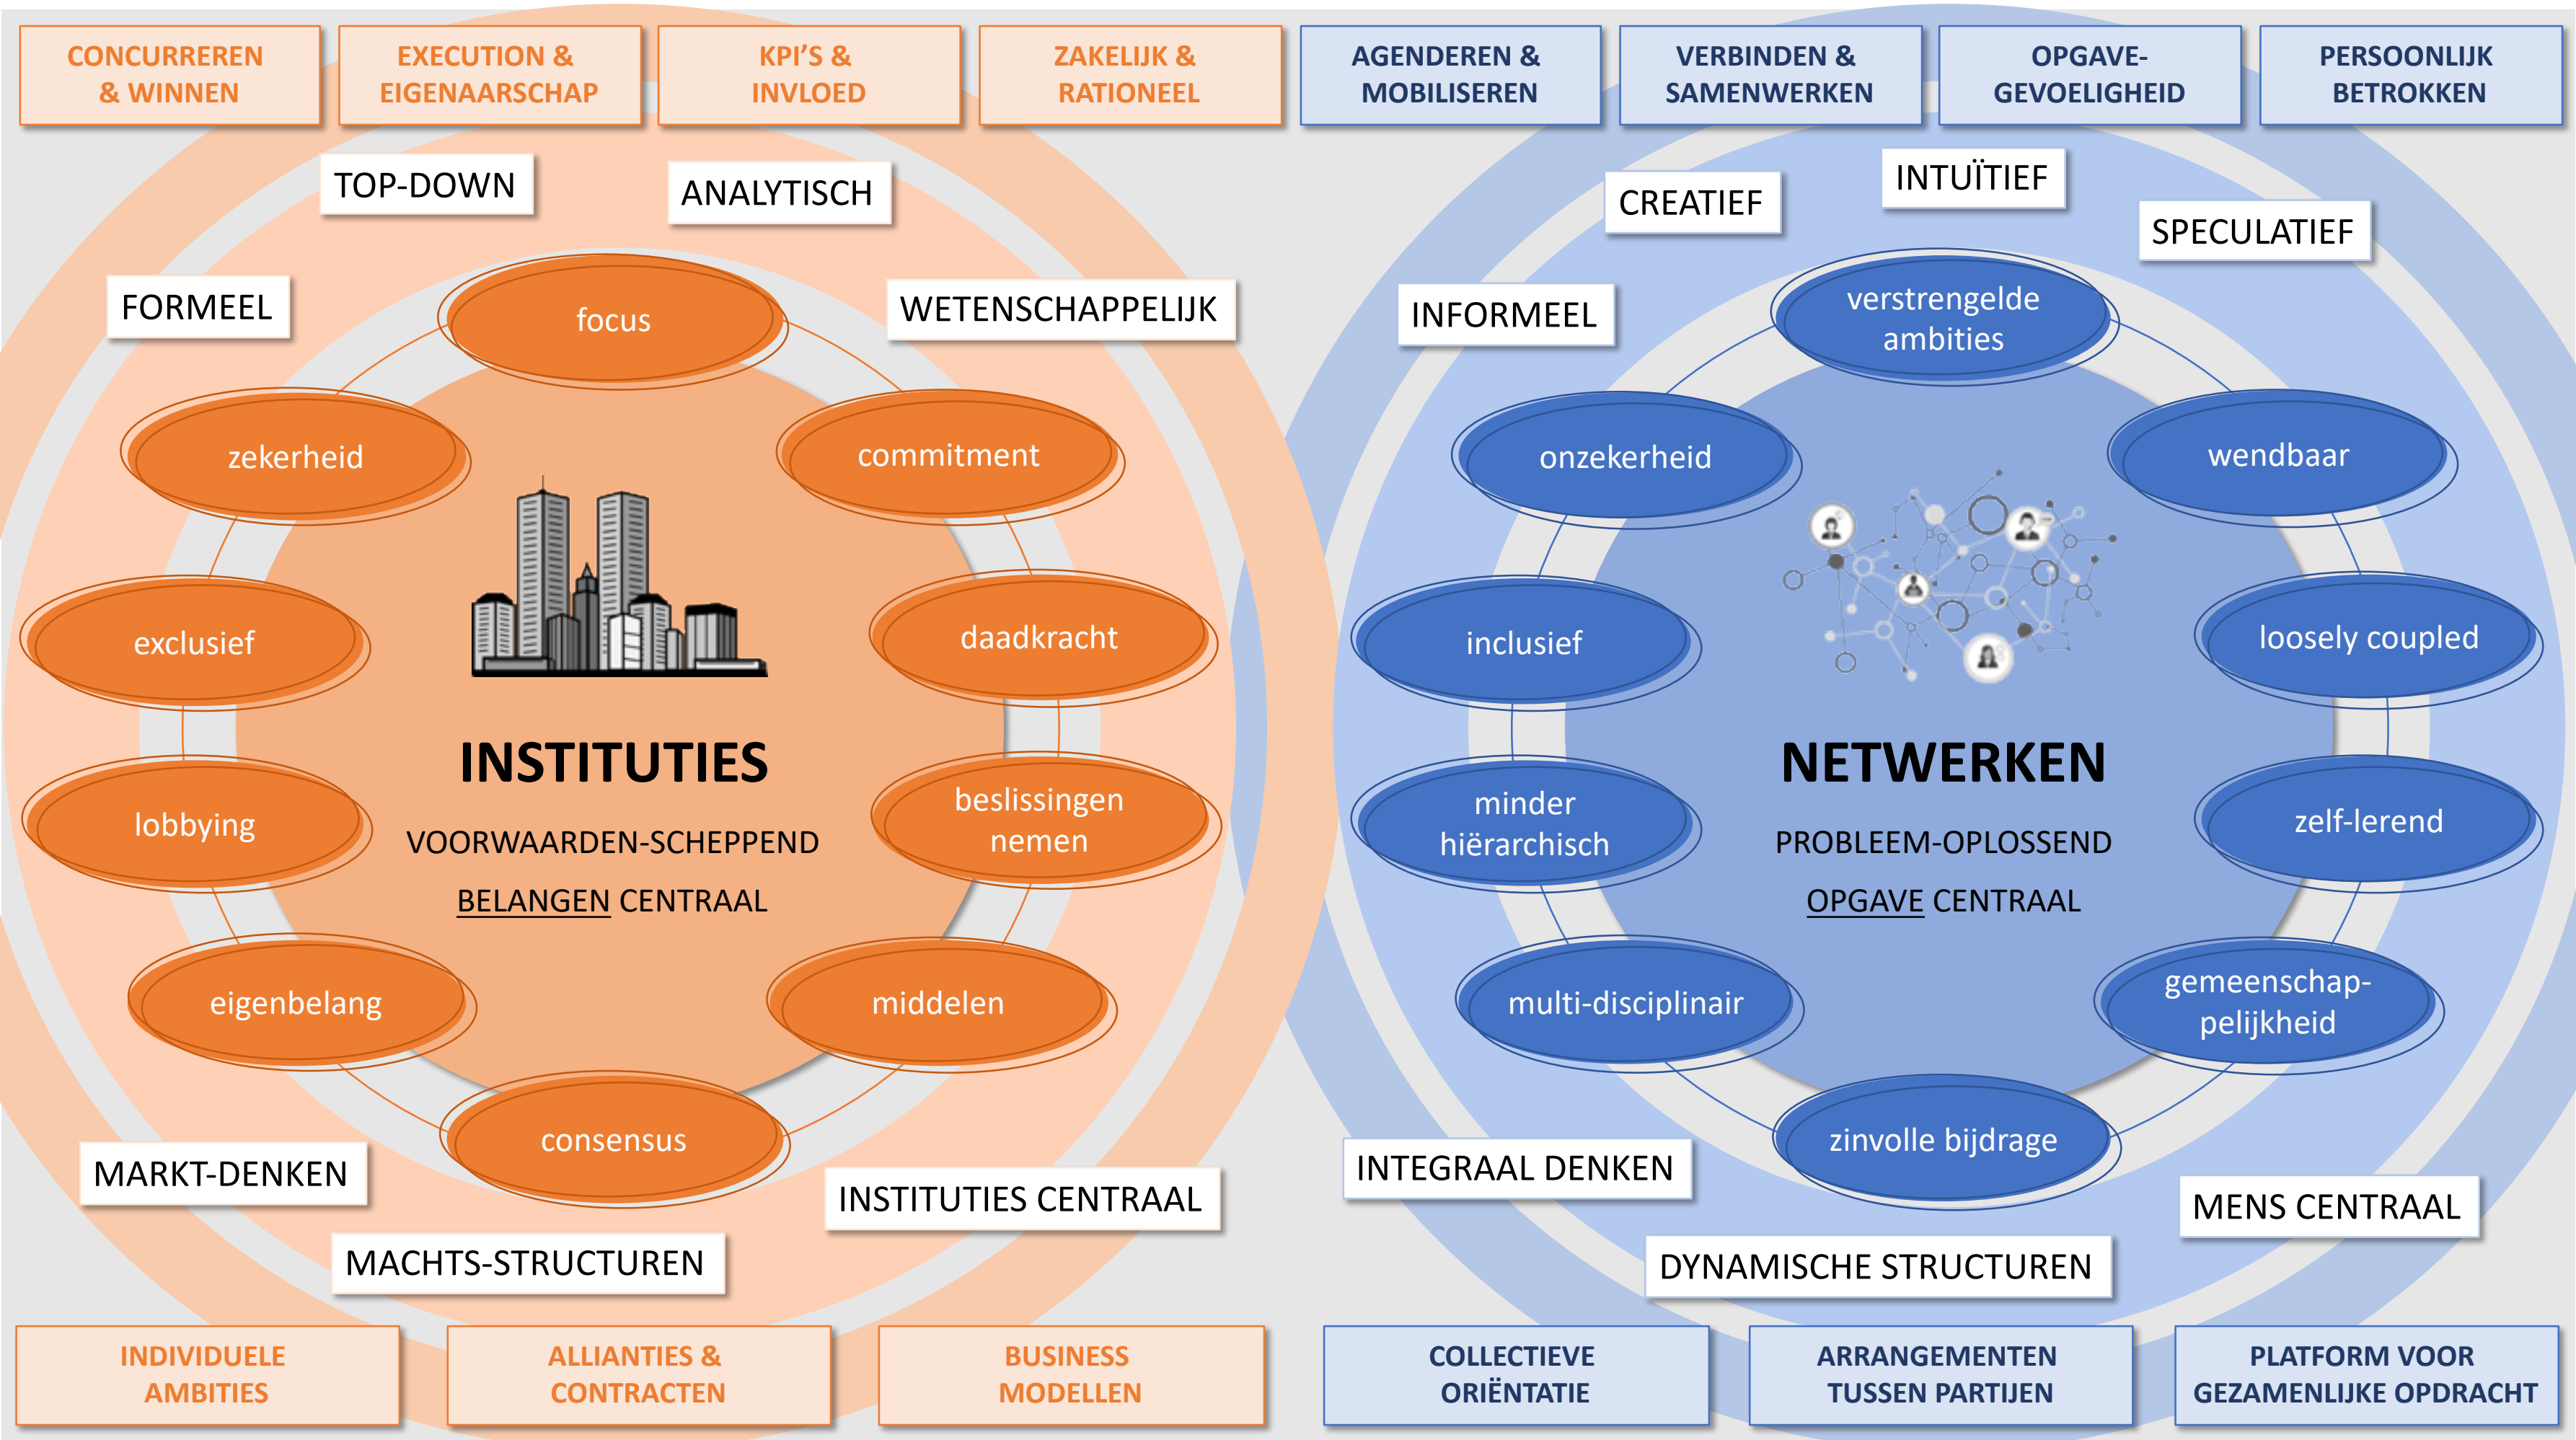 CONCURREREN
& WINNEN
EXECUTION &
EIGENAARSCHAP
KPI'S &
INVLOED
ZAKELIJK &
RATIONEEL
AGENDEREN &
MOBILISEREN
VERBINDEN &
SAMENWERKEN
OPGAVE-
GEVOELIGHEID
PERSOONLIJK
BETROKKEN
TOP-DOWN
ANALYTISCH
FORMEEL
WETENSCHAPPELIJK
focus
zekerheid
commitment
exclusief
daadkracht
INSTITUTIES
VOORWAARDEN-SCHEPPEND
BELANGEN CENTRAAL
lobbying
beslissingen
nemen
eigenbelang
middelen
consensus
MARKT-DENKEN
INSTITUTIES CENTRAAL
MACHTS-STRUCTUREN
CREATIEF
INTUÏTIEF
SPECULATIEF
INFORMEEL
verstrengelde
ambities
onzekerheid
wendbaar
inclusief
loosely coupled
NETWERKEN
PROBLEEM-OPLOSSEND
OPGAVE CENTRAAL
minder
hiërarchisch
zelf-lerend
multi-disciplinair
gemeenschap-
pelijkheid
zinvolle bijdrage
INTEGRAAL DENKEN
MENS CENTRAAL
DYNAMISCHE STRUCTUREN
INDIVIDUELE
AMBITIES
ALLIANTIES &
CONTRACTEN
BUSINESS
MODELLEN
COLLECTIEVE
ORIËNTATIE
ARRANGEMENTEN
TUSSEN PARTIJEN
PLATFORM VOOR
GEZAMENLIJKE OPDRACHT